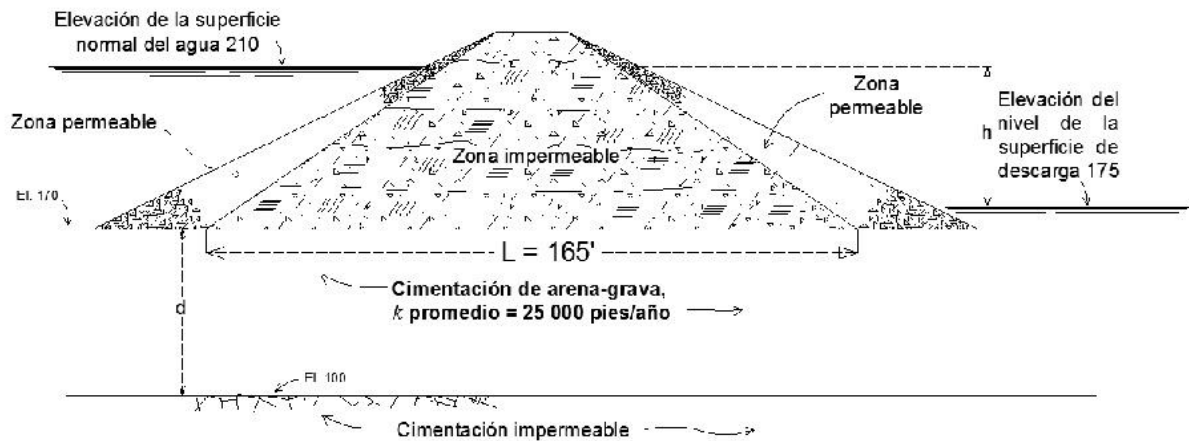 Elevación de la superficie
normal del agua 210
Zona permeable
Zona impermeable
Zona
permeable
h
Elevación del
nivel de la
superficie de
descarga 175
El. 170
L = 165'
d
Cimentación de arena-grava,
k promedio = 25 000 pies/año
El. 100
Cimentación impermeable